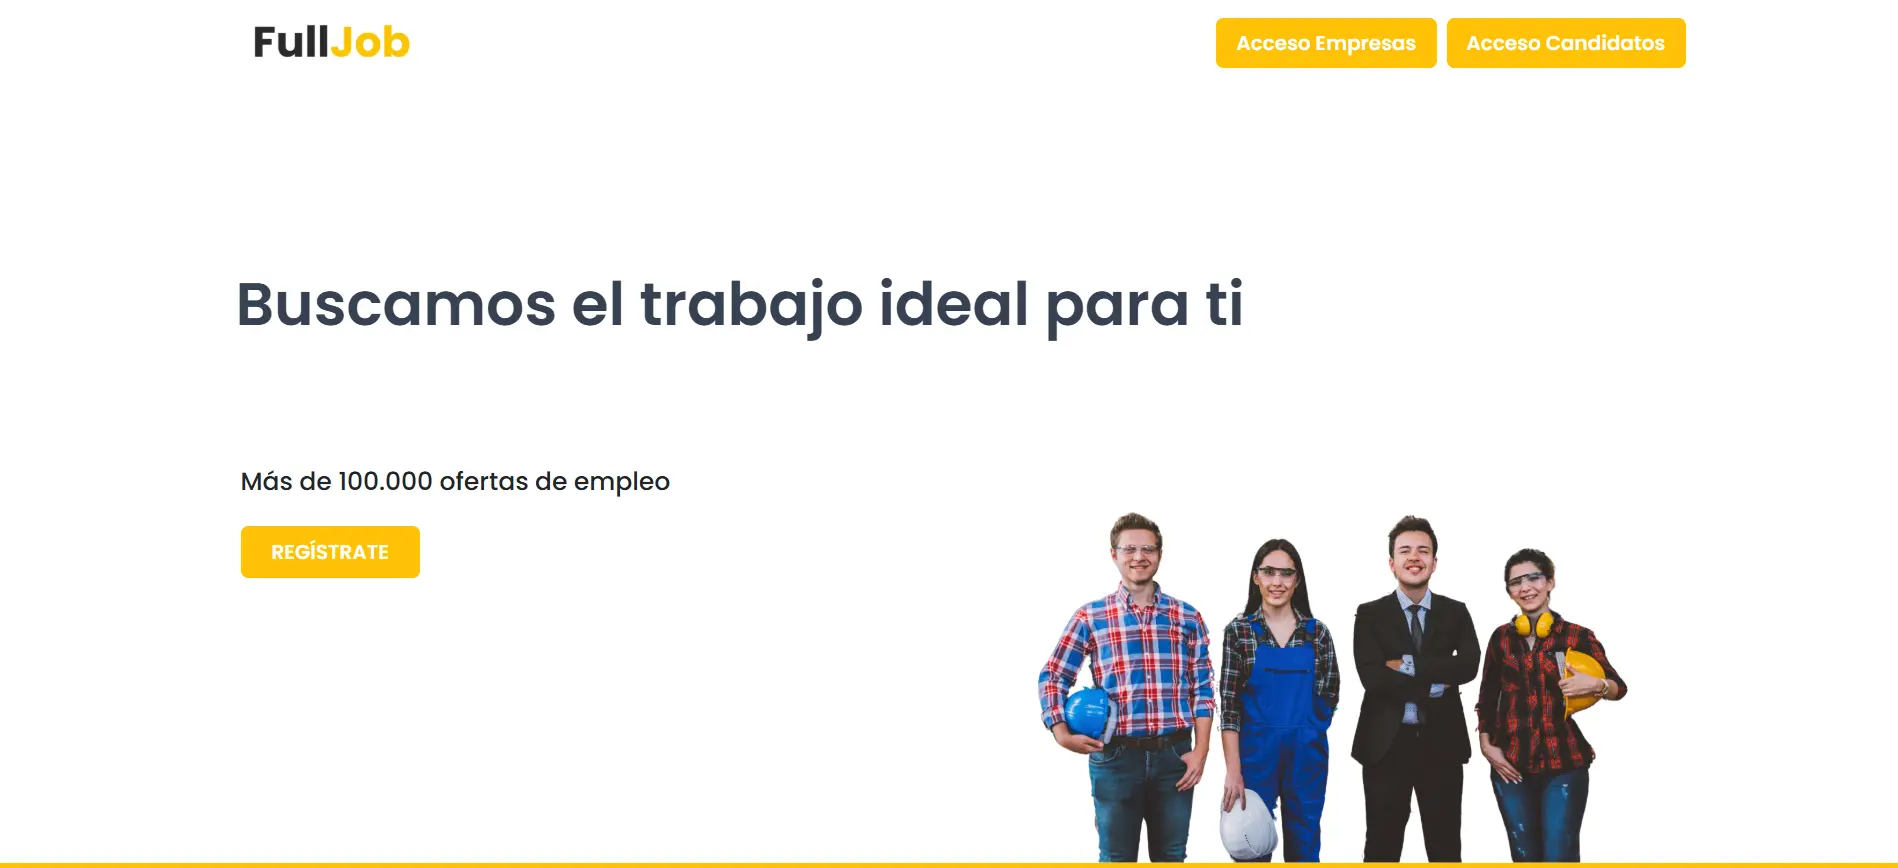 FullJob
Acceso Empresas
Acceso Candidatos
Buscamos el trabajo ideal para ti
Más de 100.000 ofertas de empleo
REGÍSTRATE